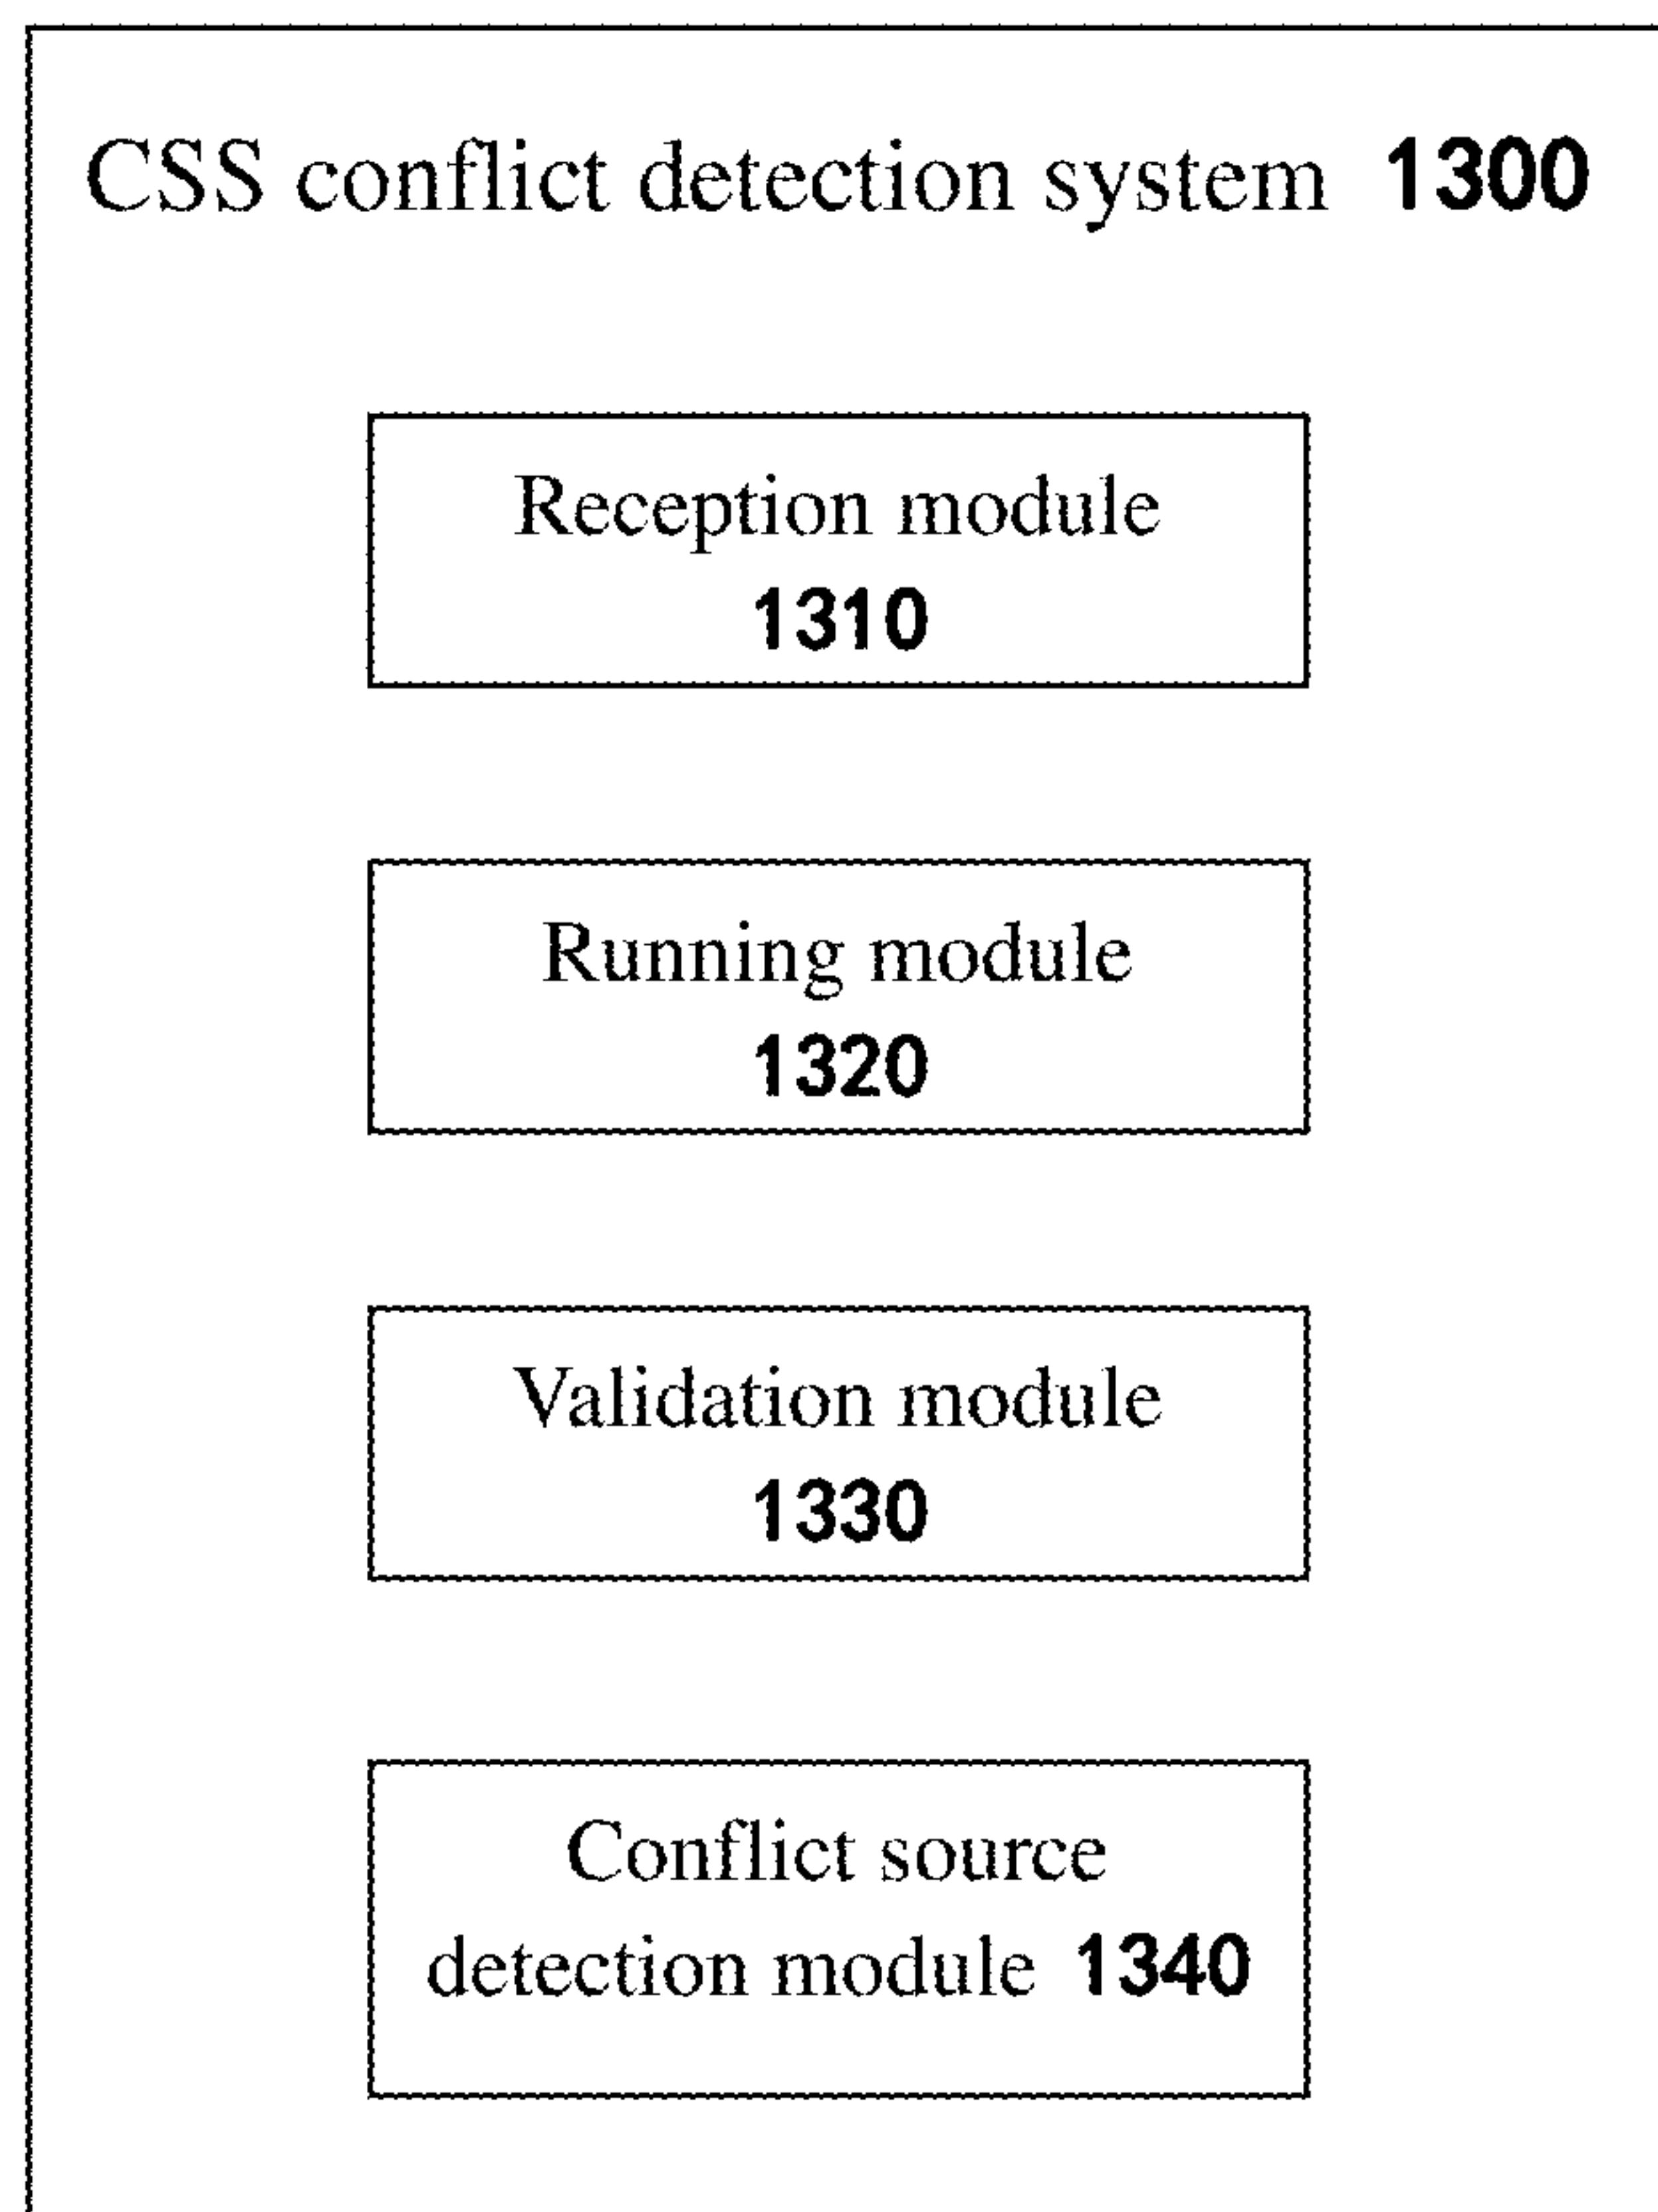 CSS conflict detection system 1300
Reception module
1310
Running module
1320
Validation module
1330
Conflict source
detection module 1340